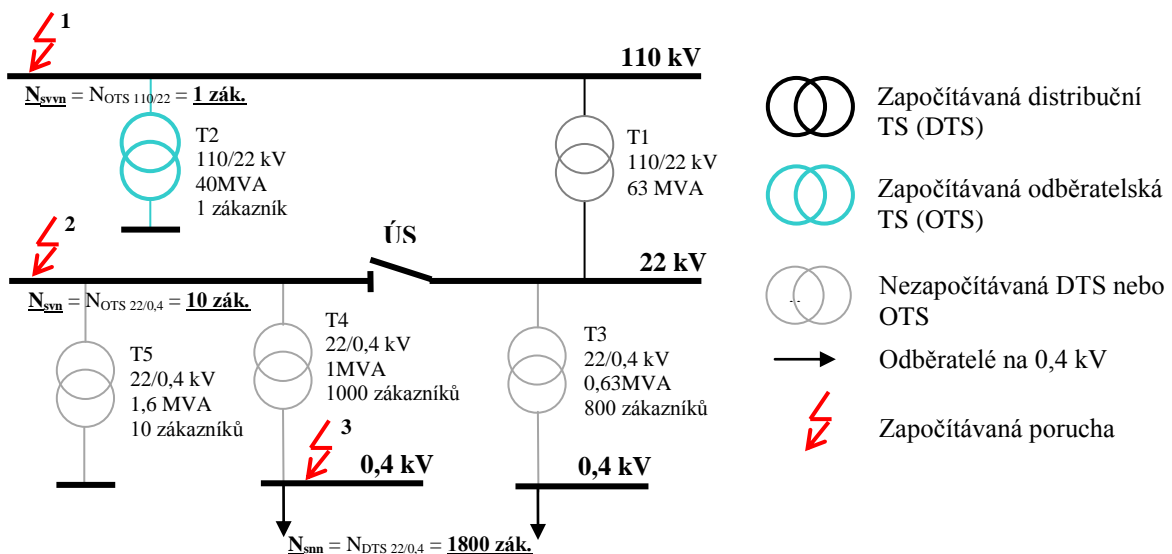 1
110 kV
N_svvn = N_OTS 110/22 = 1 zák.
T2
110/22 kV
40MVA
1 zákazník
T1
110/22 kV
63 MVA
2
ÚS
22 kV
N_svn = N_OTS 22/0,4 = 10 zák.
T5
22/0,4 kV
1,6 MVA
10 zákazníků
T4
22/0,4 kV
1MVA
1000 zákazníků
T3
22/0,4 kV
0,63MVA
800 zákazníků
3
0,4 kV
0,4 kV
N_snn = N_DTS 22/0,4 = 1800 zák.
Započítávaná distribuční
TS (DTS)
Započítávaná odběratelská
TS (OTS)
Nezapočítávaná DTS nebo
OTS
Odběratelé na 0,4 kV
Započítávaná porucha